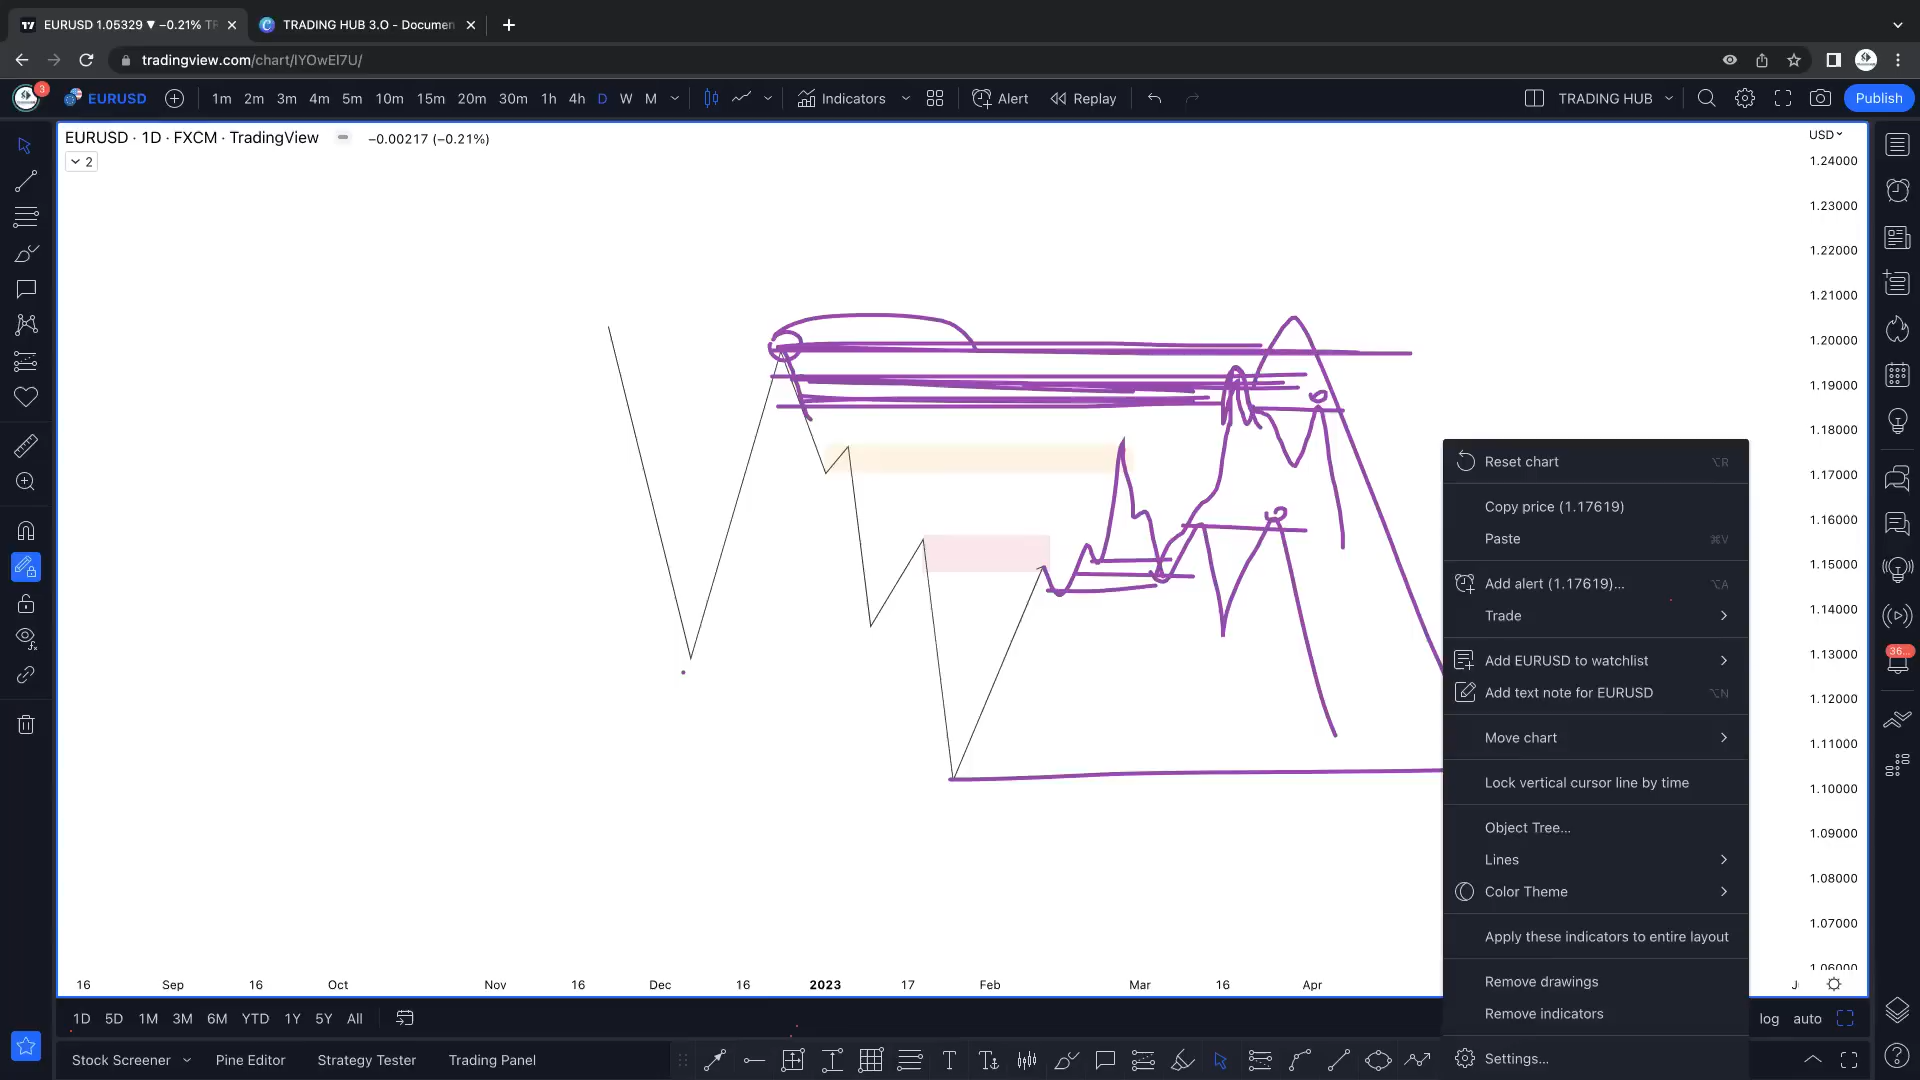 EURUSD 1.05329 ▼ −0.21% TF
TRADING HUB 3.O - Documen
tradingview.com/chart/lYOwEI7U/
3
EURUSD
1m 2m 3m 4m 5m 10m 15m 20m 30m 1h 4h D W M
Indicators
Alert
Replay
TRADING HUB
Publish
EURUSD · 1D · FXCM · TradingView
−0.00217 (−0.21%)
2
USD
1.24000
1.23000
1.22000
1.21000
1.20000
1.19000
1.18000
1.17000
1.16000
1.15000
1.14000
1.13000
1.12000
1.11000
1.10000
1.09000
1.08000
1.07000
1.06000
Reset chart ⌥R
Copy price (1.17619)
Paste ⌘V
Add alert (1.17619)... ⌥A
Trade
Add EURUSD to watchlist
Add text note for EURUSD ⌥N
Move chart
Lock vertical cursor line by time
Object Tree...
Lines
Color Theme
Apply these indicators to entire layout
Remove drawings
Remove indicators
Settings...
36...
16 Sep 16 Oct Nov 16 Dec 16 2023 17 Feb Mar 16 Apr
1D 5D 1M 3M 6M YTD 1Y 5Y All
log auto
Stock Screener Pine Editor Strategy Tester Trading Panel